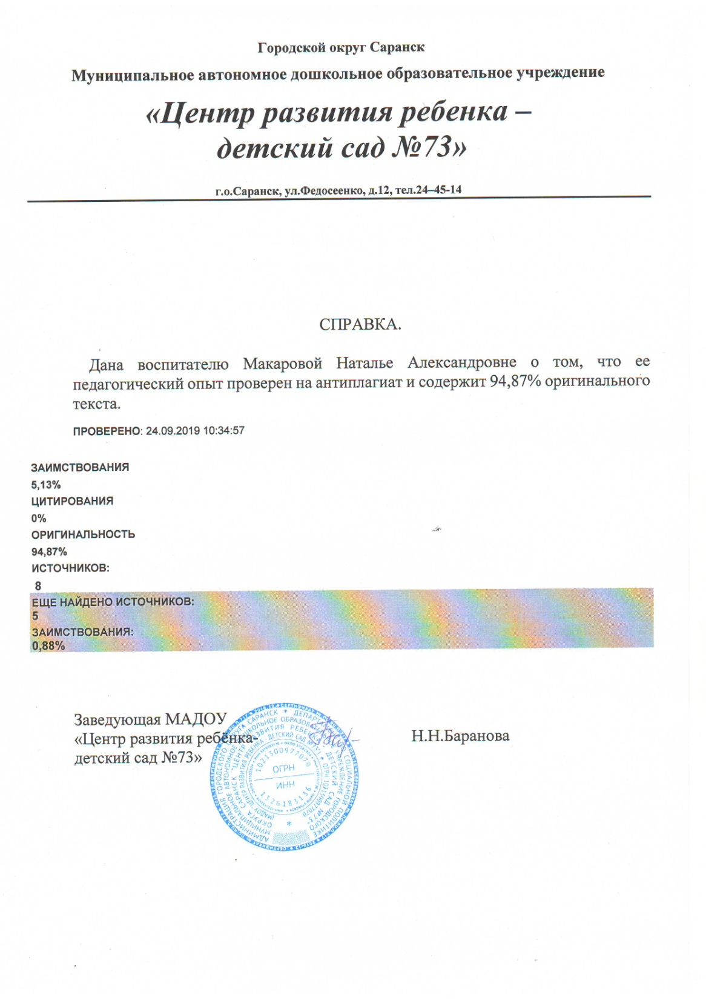 Городской округ Саранск
Муниципальное автономное дошкольное образовательное учреждение
«Центр развития ребенка –
детский сад №73»
г.о.Саранск, ул.Федосеенко, д.12, тел.24–45-14
СПРАВКА.
Дана воспитателю Макаровой Наталье Александровне о том, что ее
педагогический опыт проверен на антиплагиат и содержит 94,87% оригинального
текста.
ПРОВЕРЕНО: 24.09.2019 10:34:57
ЗАИМСТВОВАНИЯ
5,13%
ЦИТИРОВАНИЯ
0%
ОРИГИНАЛЬНОСТЬ
94,87%
ИСТОЧНИКОВ:
8
ЕЩЕ НАЙДЕНО ИСТОЧНИКОВ:
5
ЗАИМСТВОВАНИЯ:
0,88%
Заведующая МАДОУ
«Центр развития ребёнка-
детский сад №73»
Н.Н.Баранова
1021300977070
ОГРН
ИНН
1326183136